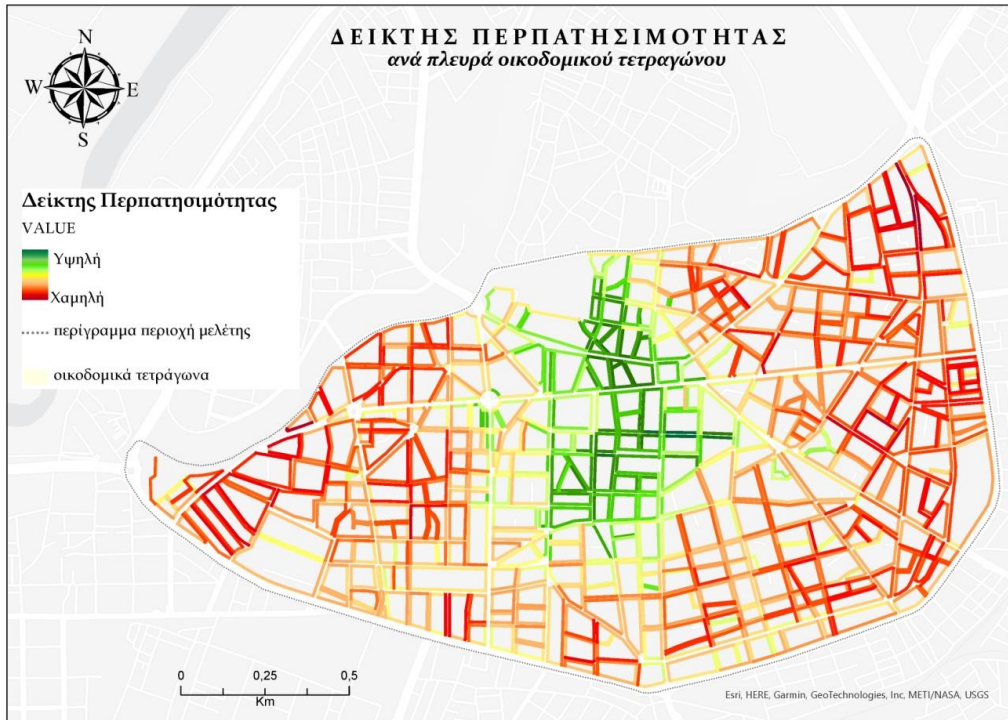 ΔΕΙΚΤΗΣ ΠΕΡΠΑΤΗΣΙΜΟΤΗΤΑΣ
ανά πλευρά οικοδομικού τετραγώνου
N
W E
S
Δείκτης Περπατησιμότητας
VALUE
Υψηλή
Χαμηλή
περίγραμμα περιοχή μελέτης
οικοδομικά τετράγωνα
0 0,25 0,5
Km
Esri, HERE, Garmin, GeoTechnologies, Inc, METI/NASA, USGS